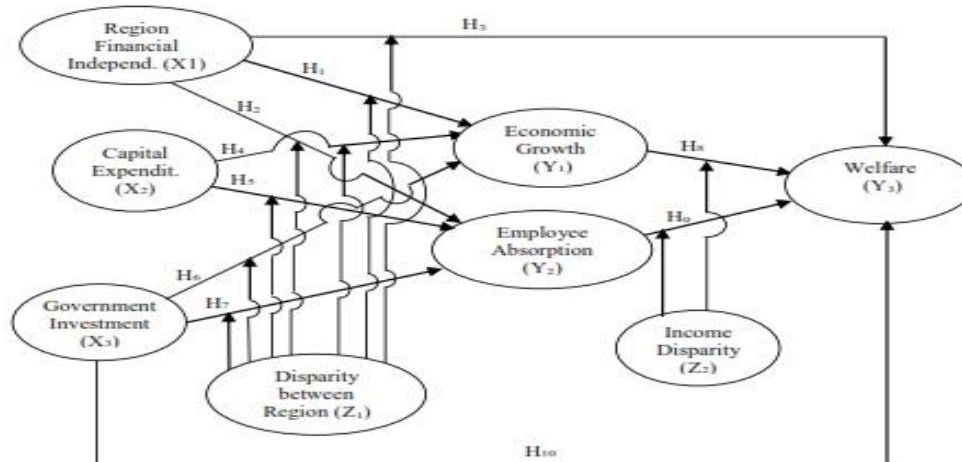 Region
Financial
Independ. (X1)
H₃
H₁
H₂
Capital
Expendit.
(X₂)
H₄
H₅
Economic
Growth
(Y₁)
H₈
Welfare
(Y₃)
Employee
Absorption
(Y₂)
H₉
H₆
H₇
Government
Investment
(X₃)
Disparity
between
Region (Z₁)
Income
Disparity
(Z₂)
H₁₀